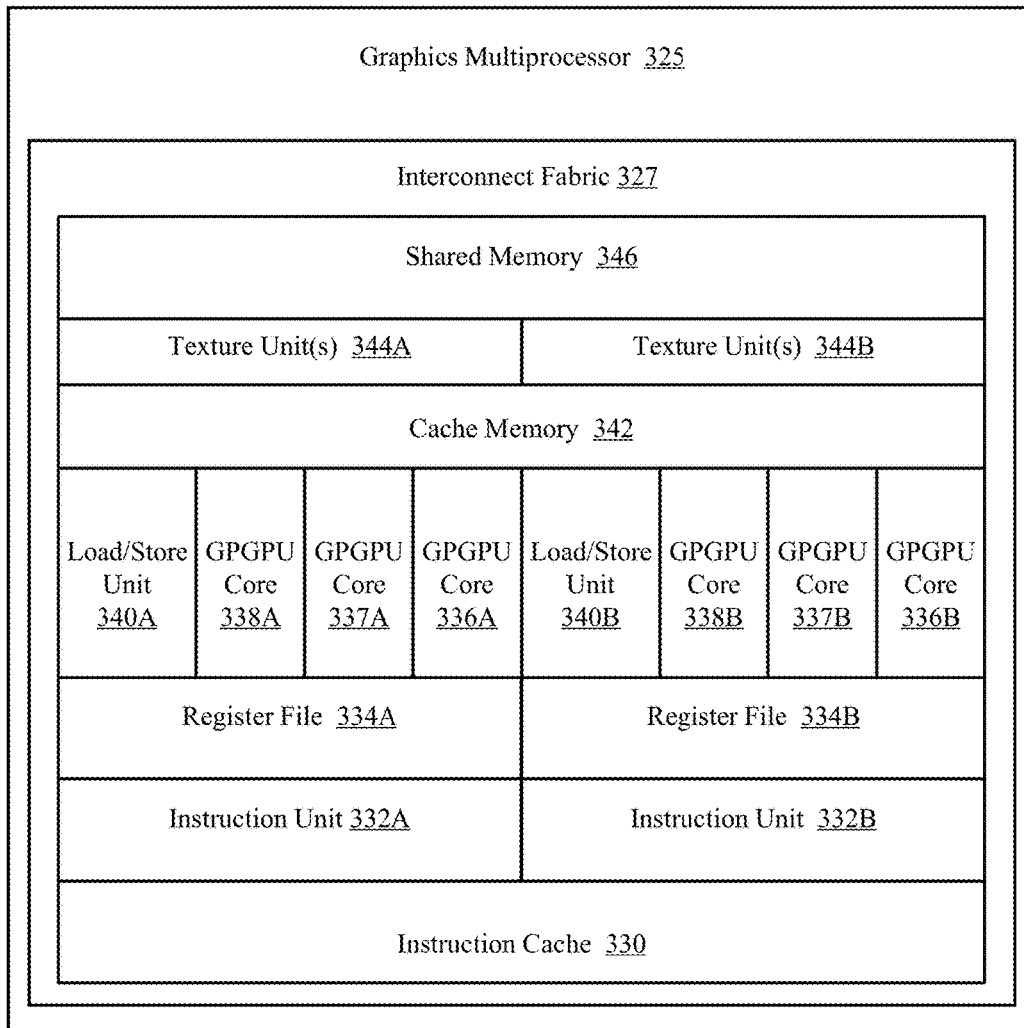 Graphics Multiprocessor 325
Interconnect Fabric 327
Shared Memory 346
Texture Unit(s) 344A
Texture Unit(s) 344B
Cache Memory 342
Load/Store
Unit
340A
GPGPU
Core
338A
GPGPU
Core
337A
GPGPU
Core
336A
Load/Store
Unit
340B
GPGPU
Core
338B
GPGPU
Core
337B
GPGPU
Core
336B
Register File 334A
Register File 334B
Instruction Unit 332A
Instruction Unit 332B
Instruction Cache 330